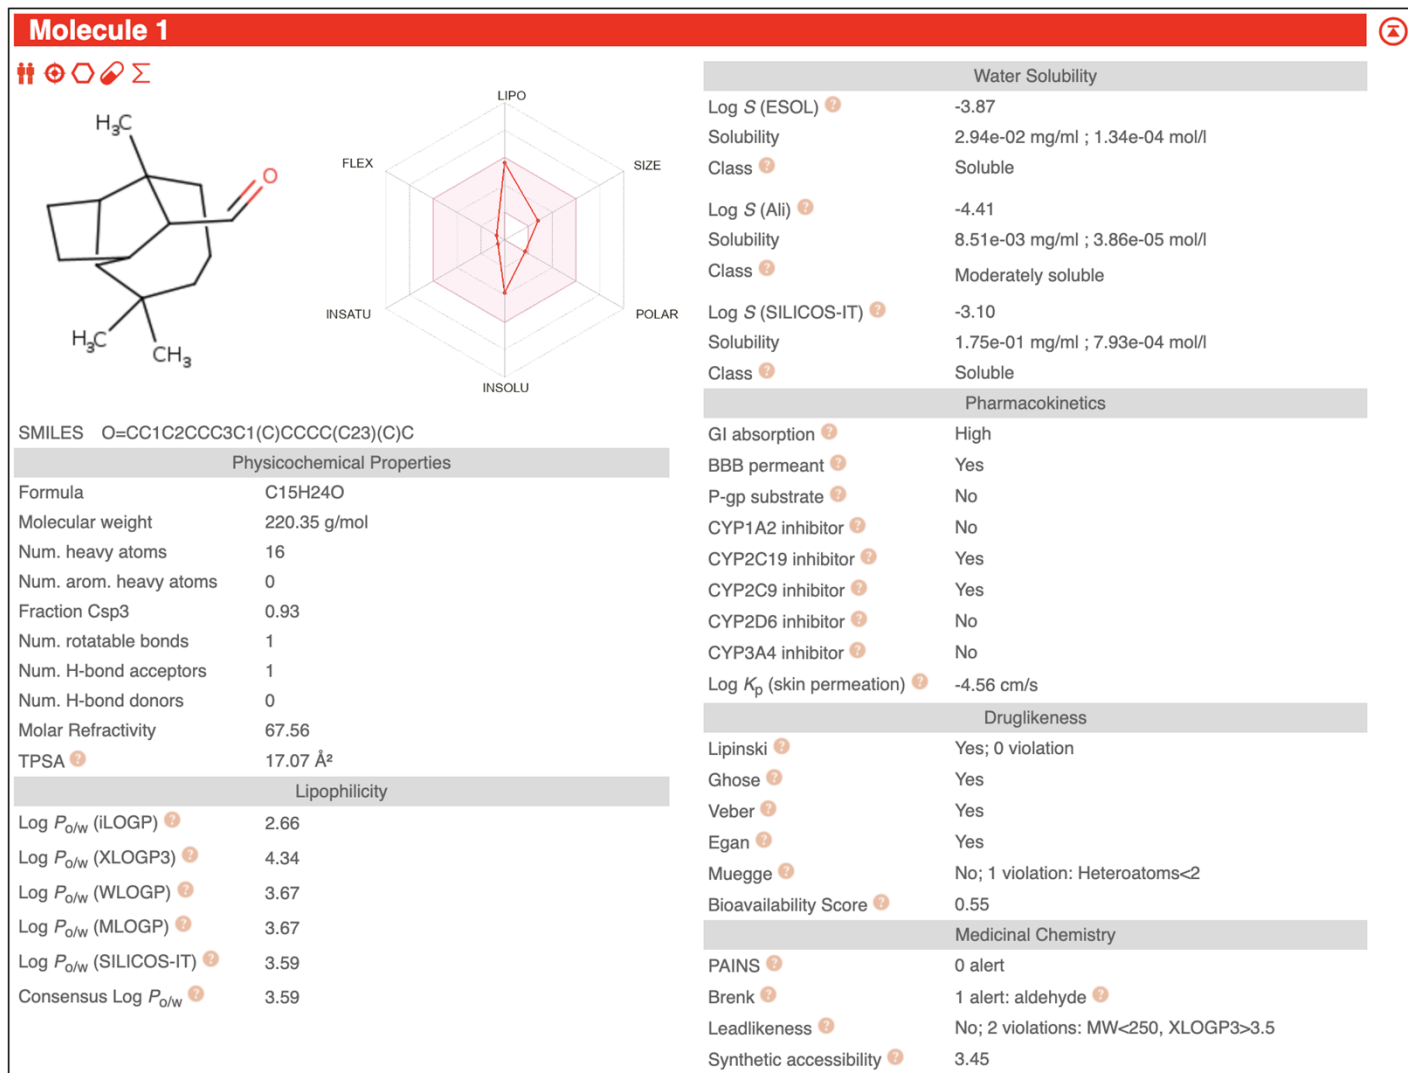 Molecule 1
H₃C
O
H₃C
CH₃
LIPO
FLEX
SIZE
INSATU
POLAR
INSOLU
SMILES O=CC1C2CCC3C1(C)CCCC(C23)(C)C
Physicochemical Properties
Formula C15H24O
Molecular weight 220.35 g/mol
Num. heavy atoms 16
Num. arom. heavy atoms 0
Fraction Csp3 0.93
Num. rotatable bonds 1
Num. H-bond acceptors 1
Num. H-bond donors 0
Molar Refractivity 67.56
TPSA ? 17.07 Å²
Lipophilicity
Log Po/w (iLOGP) ? 2.66
Log Po/w (XLOGP3) ? 4.34
Log Po/w (WLOGP) ? 3.67
Log Po/w (MLOGP) ? 3.67
Log Po/w (SILICOS-IT) ? 3.59
Consensus Log Po/w ? 3.59
Water Solubility
Log S (ESOL) ? -3.87
Solubility 2.94e-02 mg/ml ; 1.34e-04 mol/l
Class ? Soluble
Log S (Ali) ? -4.41
Solubility 8.51e-03 mg/ml ; 3.86e-05 mol/l
Class ? Moderately soluble
Log S (SILICOS-IT) ? -3.10
Solubility 1.75e-01 mg/ml ; 7.93e-04 mol/l
Class ? Soluble
Pharmacokinetics
GI absorption ? High
BBB permeant ? Yes
P-gp substrate ? No
CYP1A2 inhibitor ? No
CYP2C19 inhibitor ? Yes
CYP2C9 inhibitor ? Yes
CYP2D6 inhibitor ? No
CYP3A4 inhibitor ? No
Log Kp (skin permeation) ? -4.56 cm/s
Druglikeness
Lipinski ? Yes; 0 violation
Ghose ? Yes
Veber ? Yes
Egan ? Yes
Muegge ? No; 1 violation: Heteroatoms<2
Bioavailability Score ? 0.55
Medicinal Chemistry
PAINS ? 0 alert
Brenk ? 1 alert: aldehyde ?
Leadlikeness ? No; 2 violations: MW<250, XLOGP3>3.5
Synthetic accessibility ? 3.45